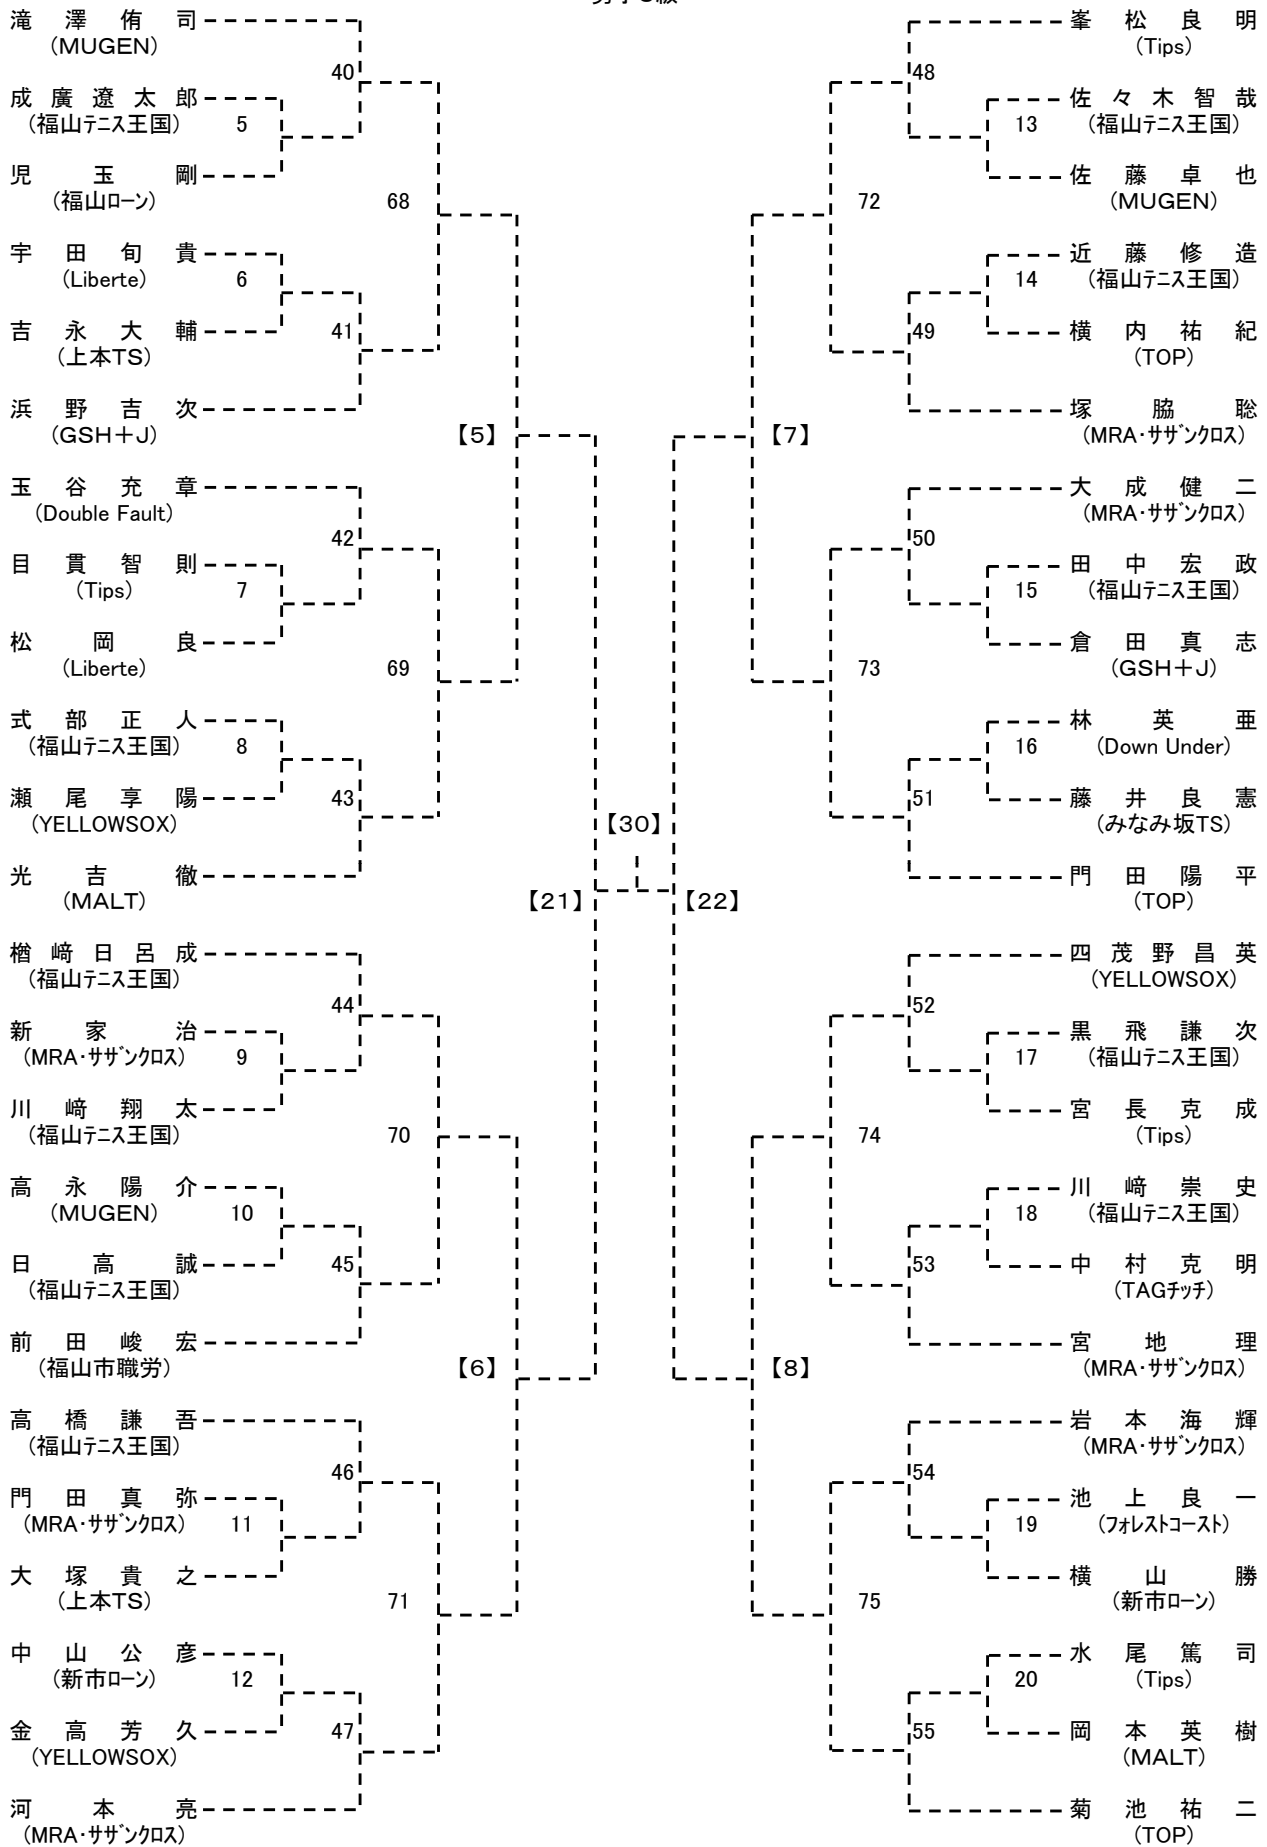 滝澤侑司
(MUGEN)
40
成廣遼太郎
(福山テニス王国)
5
児玉剛
(福山ローン)
68
宇田旬貴
(Liberte)
6
吉永大輔
(上本TS)
41
浜野吉次
(GSH+J)
【5】
玉谷充章
(Double Fault)
42
目貫智則
(Tips)
7
松岡良
(Liberte)
69
式部正人
(福山テニス王国)
8
瀬尾享陽
(YELLOWSOX)
43
光吉徹
(MALT)
【21】
楢﨑日呂成
(福山テニス王国)
44
新家治
(MRA・サザンクロス)
9
川﨑翔太
(福山テニス王国)
70
高永陽介
(MUGEN)
10
日高誠
(福山テニス王国)
45
前田峻宏
(福山市職労)
【6】
高橋謙吾
(福山テニス王国)
46
門田真弥
(MRA・サザンクロス)
11
大塚貴之
(上本TS)
71
中山公彦
(新市ローン)
12
金高芳久
(YELLOWSOX)
47
河本亮
(MRA・サザンクロス)
【30】
峯松良明
(Tips)
48
佐々木智哉
(福山テニス王国)
13
佐藤卓也
(MUGEN)
72
近藤修造
(福山テニス王国)
14
横内祐紀
(TOP)
49
塚脇聡
(MRA・サザンクロス)
【7】
大成健二
(MRA・サザンクロス)
50
田中宏政
(福山テニス王国)
15
倉田真志
(GSH+J)
73
林英亜
(Down Under)
16
藤井良憲
(みなみ坂TS)
51
門田陽平
(TOP)
【22】
四茂野昌英
(YELLOWSOX)
52
黒飛謙次
(福山テニス王国)
17
宮長克成
(Tips)
74
川﨑崇史
(福山テニス王国)
18
中村克明
(TAGチッチ)
53
宮地理
(MRA・サザンクロス)
【8】
岩本海輝
(MRA・サザンクロス)
54
池上良一
(フォレストコースト)
19
横山勝
(新市ローン)
75
水尾篤司
(Tips)
20
岡本英樹
(MALT)
55
菊池祐二
(TOP)